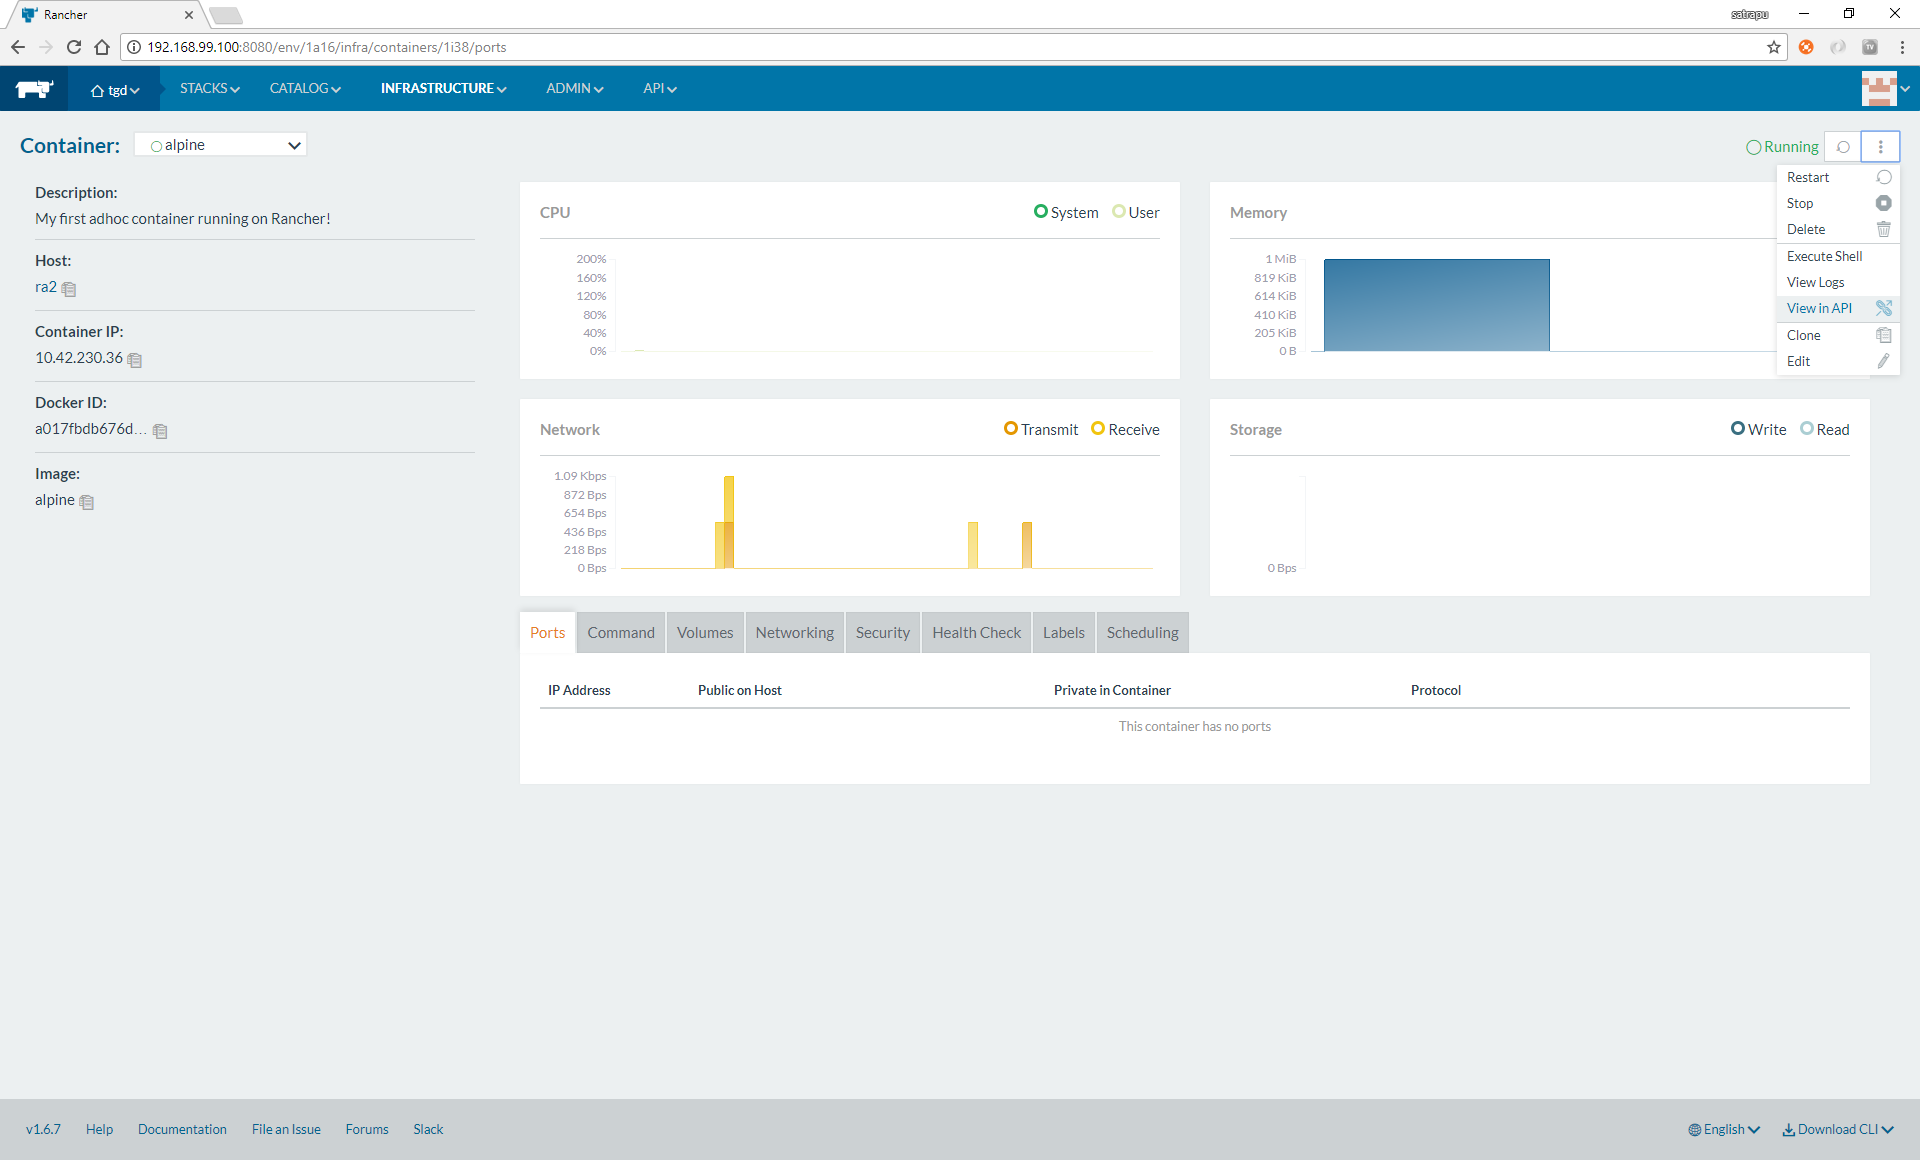 Rancher
satrapu
192.168.99.100:8080/env/1a16/infra/containers/1i38/ports
TV
tgd STACKS CATALOG INFRASTRUCTURE ADMIN API
Container: alpine
Running
Restart
Stop
Delete
Execute Shell
View Logs
View in API
Clone
Edit
Description:
My first adhoc container running on Rancher!
Host:
ra2
Container IP:
10.42.230.36
Docker ID:
a017fbdb676d...
Image:
alpine
CPU System User
200%
160%
120%
80%
40%
0%
Memory
1 MiB
819 KiB
614 KiB
410 KiB
205 KiB
0 B
Network Transmit Receive
1.09 Kbps
872 Bps
654 Bps
436 Bps
218 Bps
0 Bps
Storage Write Read
0 Bps
Ports Command Volumes Networking Security Health Check Labels Scheduling
IP Address Public on Host Private in Container Protocol
This container has no ports
v1.6.7 Help Documentation File an Issue Forums Slack English Download CLI